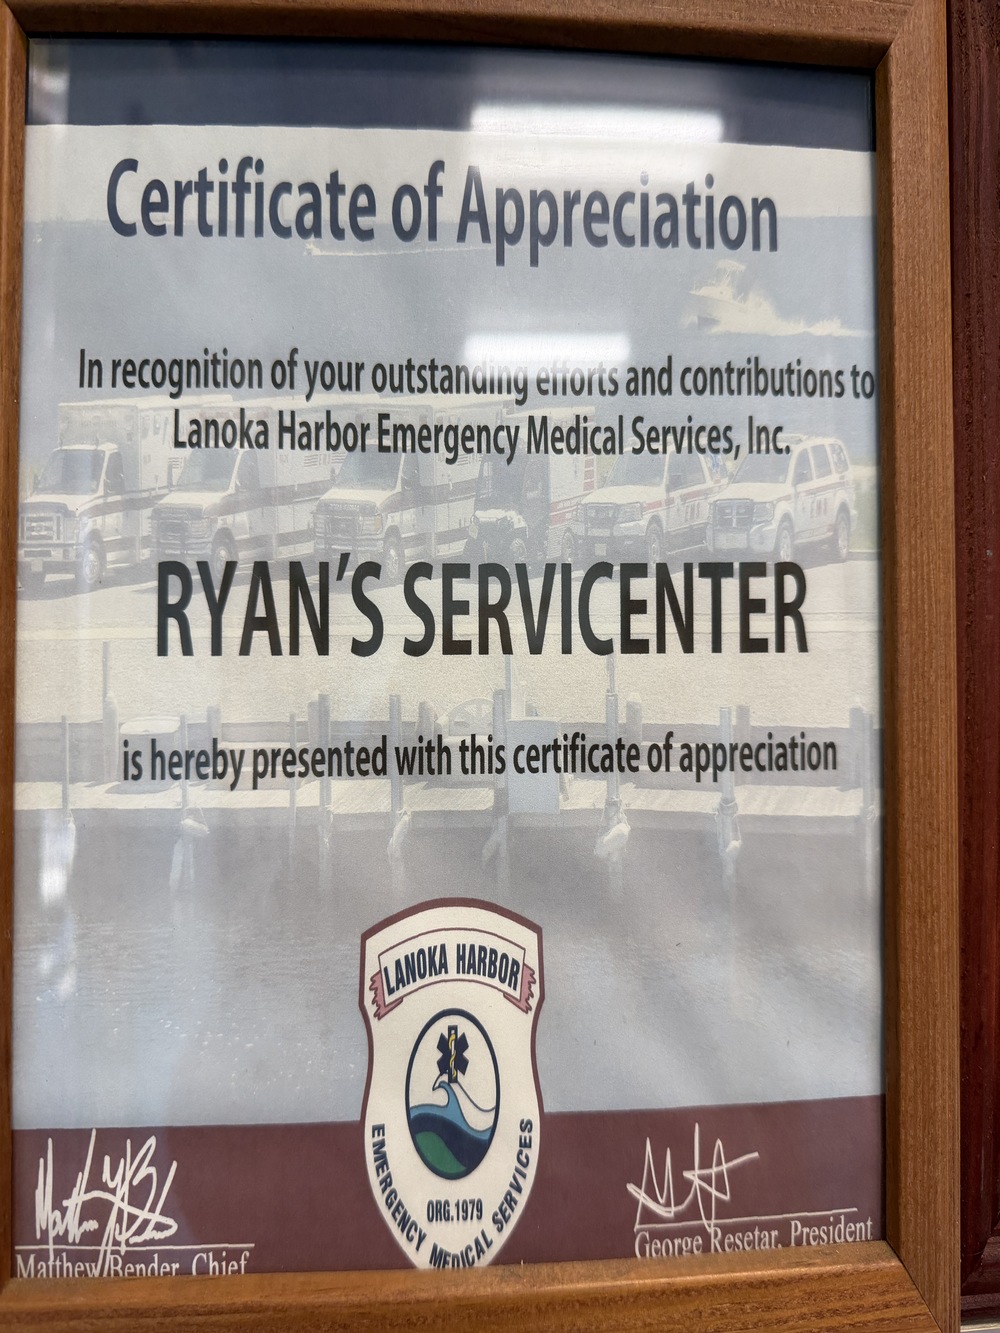 Certificate of Appreciation
In recognition of your outstanding efforts and contributions to
Lanoka Harbor Emergency Medical Services, Inc.
RYAN'S SERVICENTER
is hereby presented with this certificate of appreciation
LANOKA HARBOR
ORG.1979
EMERGENCY MEDICAL SERVICES
Matthew Bender, Chief
George Resetar, President